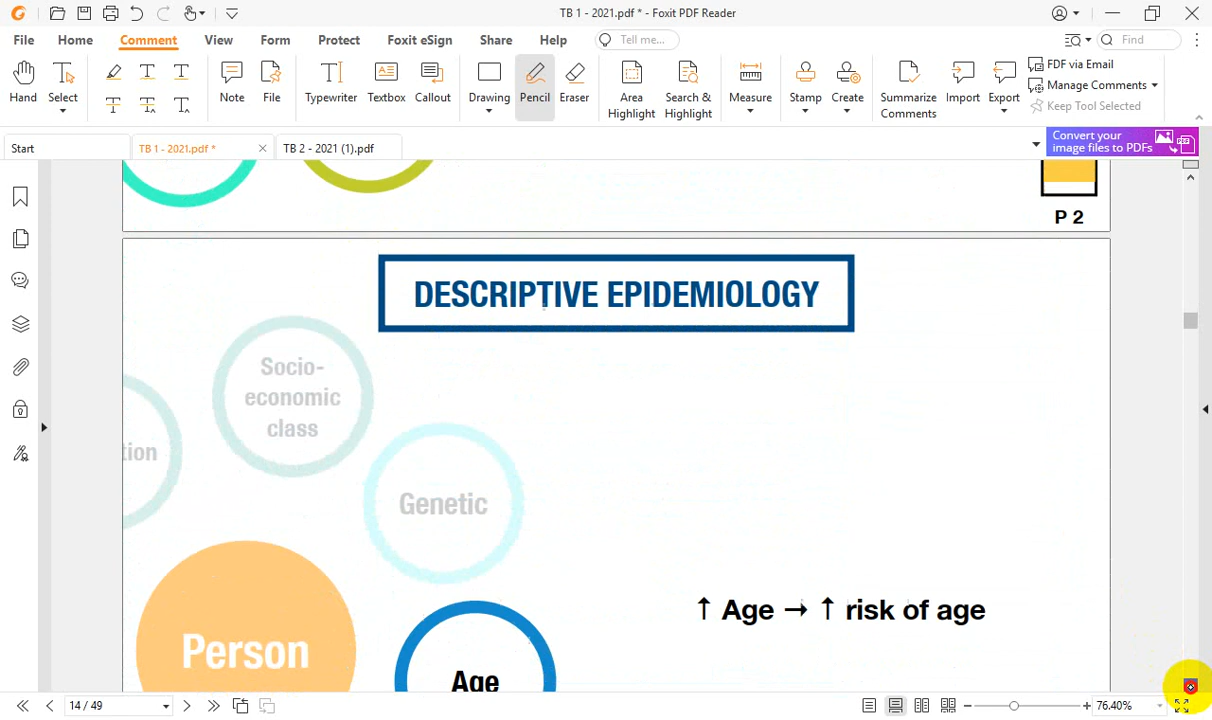 TB 1 - 2021.pdf * - Foxit PDF Reader
File Home Comment View Form Protect Foxit eSign Share Help Tell me... Find
Hand Select Note File Typewriter Textbox Callout Drawing Pencil Eraser Area Highlight Search & Highlight Measure Stamp Create Summarize Comments Import Export
FDF via Email
Manage Comments
Keep Tool Selected
Start TB 1 - 2021.pdf * TB 2 - 2021 (1).pdf
Convert your
image files to PDFs
P 2
DESCRIPTIVE EPIDEMIOLOGY
Socio-
economic
class
tion
Genetic
↑ Age → ↑ risk of age
Person
Age
14 / 49 76.40%